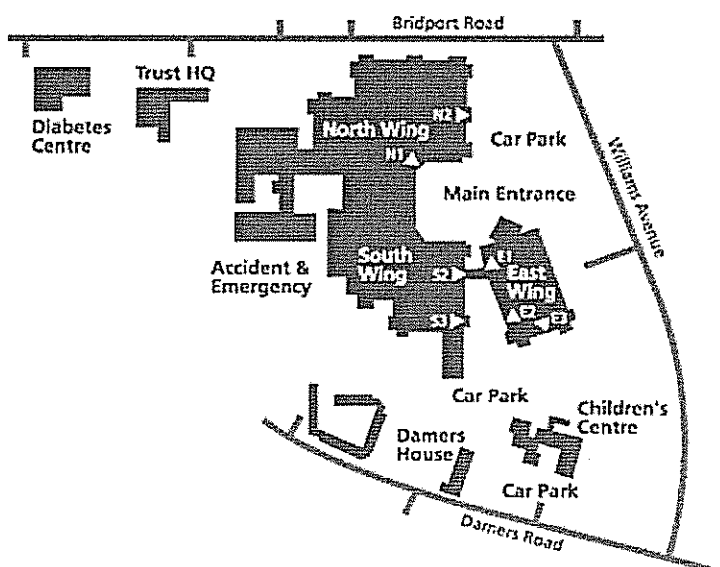 Bridport Road
Trust HQ
Diabetes
Centre
N2
North Wing
N1
Car Park
Williams Avenue
Main Entrance
South
Wing
S2
E1
East
Wing
E2
E3
S3
Accident &
Emergency
Car Park
Children's
Centre
Damers
House
Car Park
Damers Road